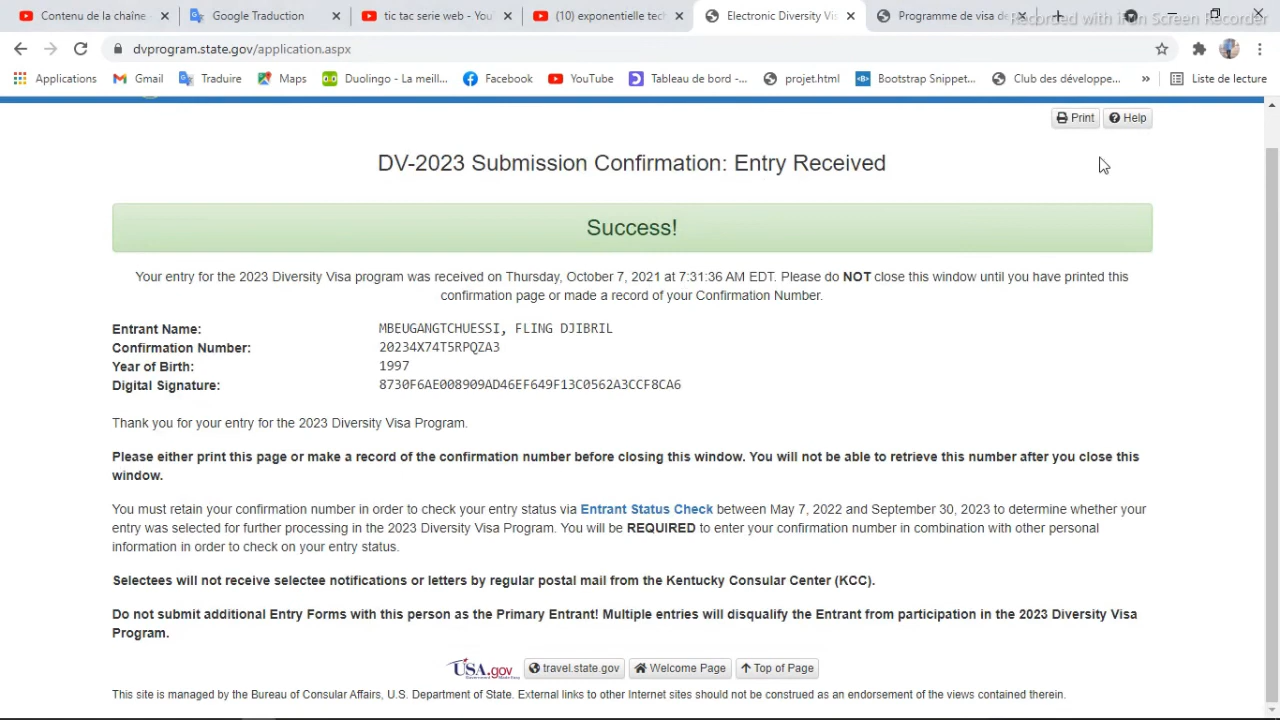 Contenu de la chaîne
Google Traduction
tic tac serie web - You
(10) exponentielle tech
Electronic Diversity Vis
Programme de visa de
Recorded with iFun Screen Recorder
dvprogram.state.gov/application.aspx
Applications
Gmail
Traduire
Maps
Duolingo - La meill...
Facebook
YouTube
Tableau de bord -...
projet.html
Bootstrap Snippet...
Club des développe...
»
Liste de lecture
Print
Help
DV-2023 Submission Confirmation: Entry Received
Success!
Your entry for the 2023 Diversity Visa program was received on Thursday, October 7, 2021 at 7:31:36 AM EDT. Please do NOT close this window until you have printed this
confirmation page or made a record of your Confirmation Number.
Entrant Name: MBEUGANGTCHUESSI, FLING DJIBRIL
Confirmation Number: 20234X74T5RPQZA3
Year of Birth: 1997
Digital Signature: 8730F6AE008909AD46EF649F13C0562A3CCF8CA6
Thank you for your entry for the 2023 Diversity Visa Program.
Please either print this page or make a record of the confirmation number before closing this window. You will not be able to retrieve this number after you close this
window.
You must retain your confirmation number in order to check your entry status via Entrant Status Check between May 7, 2022 and September 30, 2023 to determine whether your
entry was selected for further processing in the 2023 Diversity Visa Program. You will be REQUIRED to enter your confirmation number in combination with other personal
information in order to check on your entry status.
Selectees will not receive selectee notifications or letters by regular postal mail from the Kentucky Consular Center (KCC).
Do not submit additional Entry Forms with this person as the Primary Entrant! Multiple entries will disqualify the Entrant from participation in the 2023 Diversity Visa
Program.
USA.gov
travel.state.gov
Welcome Page
Top of Page
This site is managed by the Bureau of Consular Affairs, U.S. Department of State. External links to other Internet sites should not be construed as an endorsement of the views contained therein.